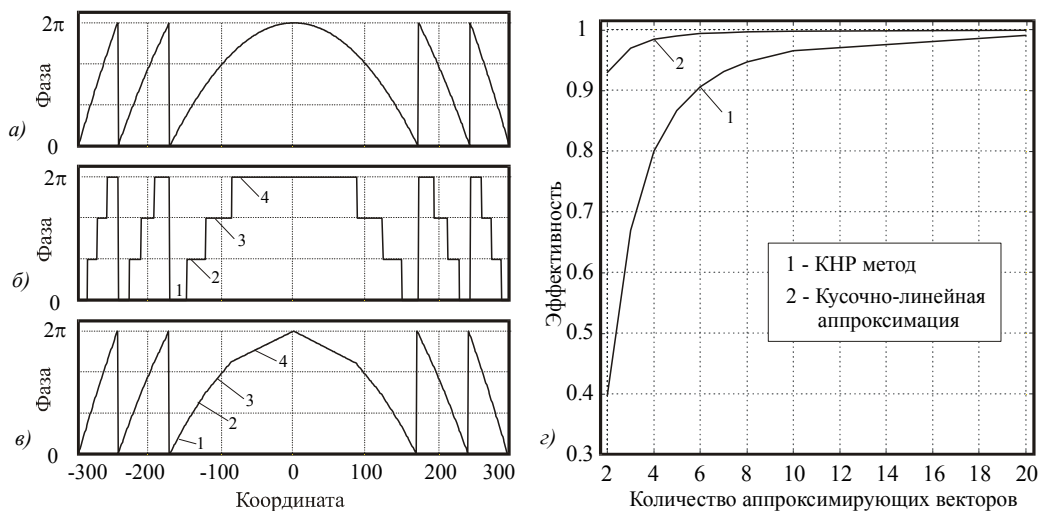 2π
Фаза
0
а)
2π
Фаза
0
б)
1
2
3
4
2π
Фаза
0
в)
1
2
3
4
-300 -200 -100 0 100 200 300
Координата
1
0.9
0.8
0.7
0.6
0.5
0.4
0.3
Эффективность
г)
2
1
1 - КНР метод
2 - Кусочно-линейная
аппроксимация
2 4 6 8 10 12 14 16 18 20
Количество аппроксимирующих векторов